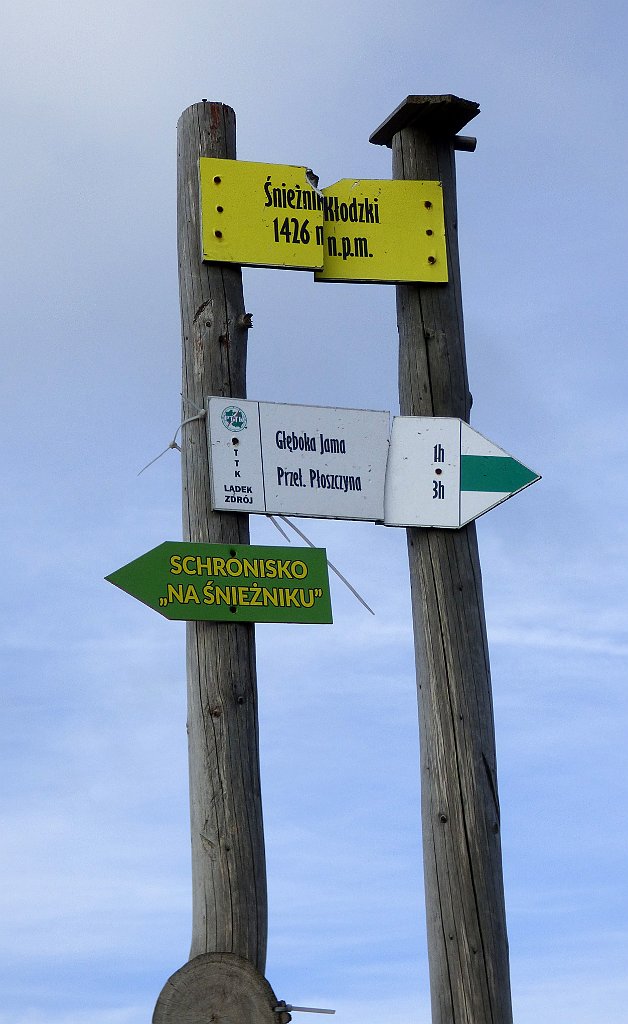 Śnieżnik Kłodzki
1426 m n.p.m.
PTTK
LĄDEK
ZDRÓJ
Głęboka Jama 1h
Przeł. Płoszczyna 3h
SCHRONISKO
„NA ŚNIEŻNIKU”